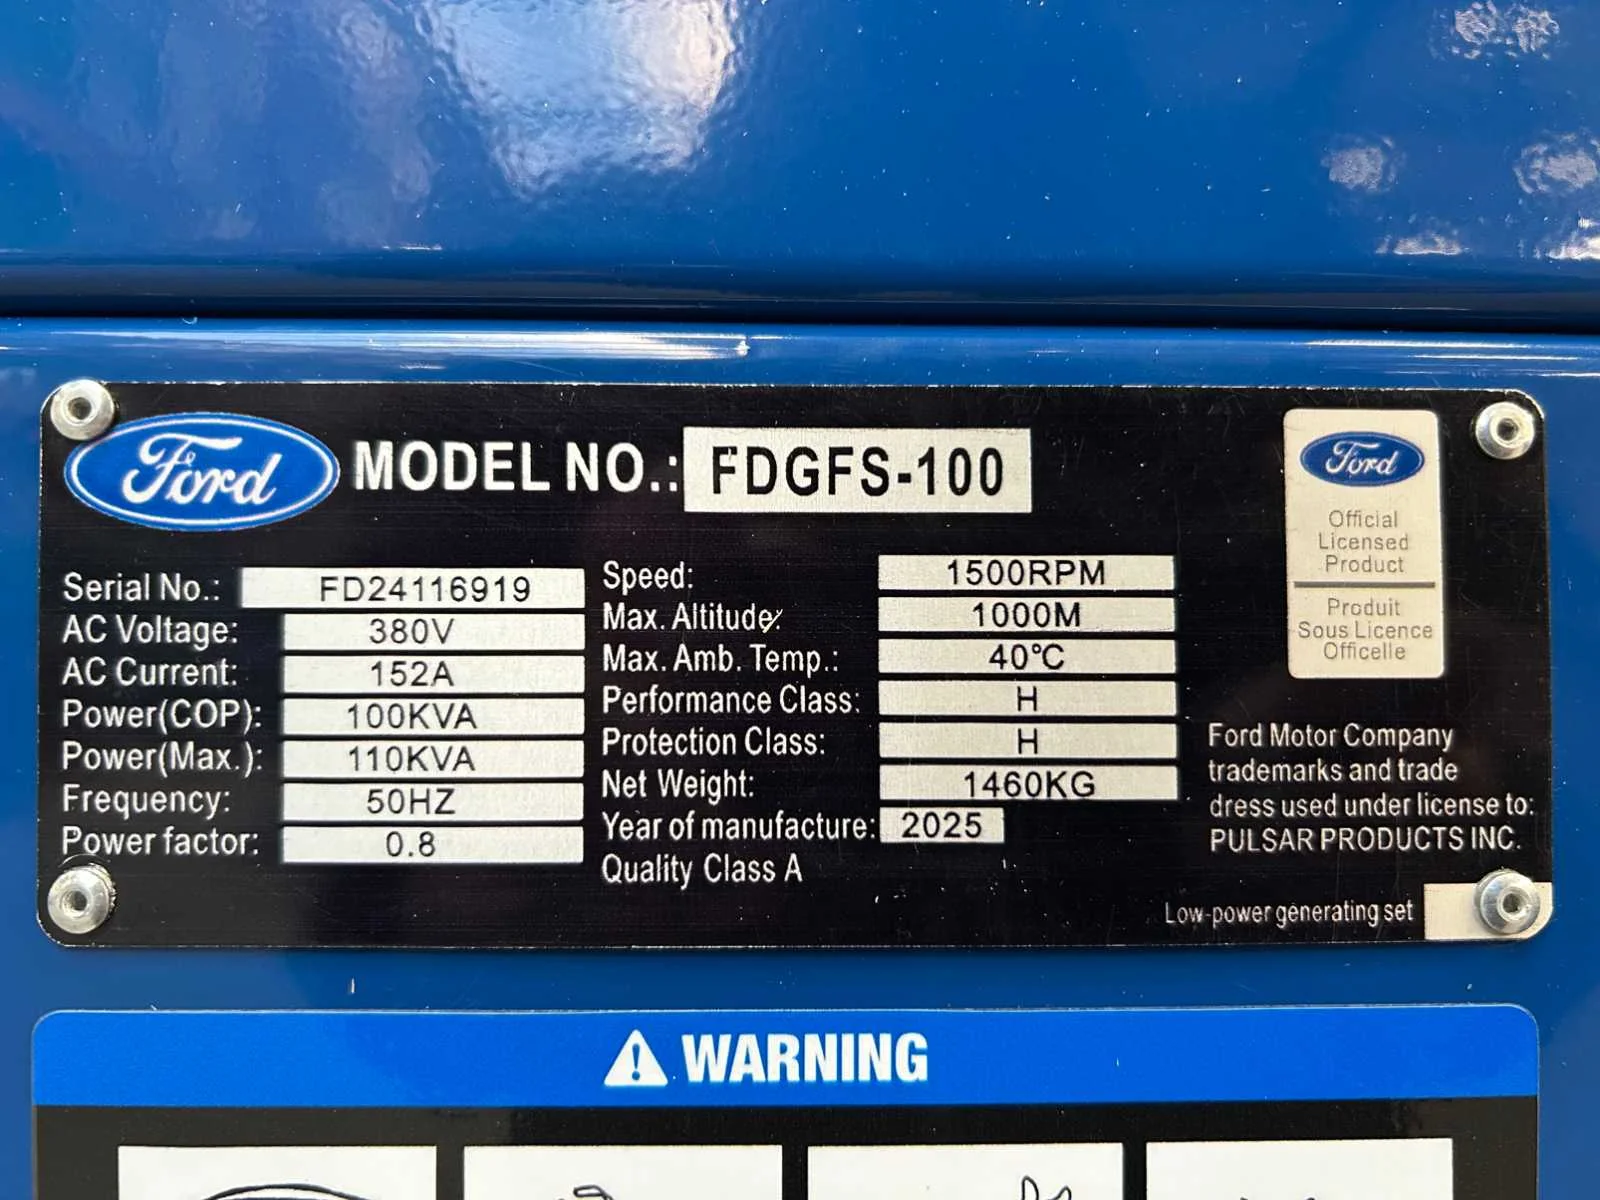 Ford
MODEL NO.: FDGFS-100
Serial No.: FD24116919
AC Voltage: 380V
AC Current: 152A
Power(COP): 100KVA
Power(Max.): 110KVA
Frequency: 50HZ
Power factor: 0.8
Speed: 1500RPM
Max. Altitude: 1000M
Max. Amb. Temp.: 40℃
Performance Class: H
Protection Class: H
Net Weight: 1460KG
Year of manufacture: 2025
Quality Class A
Ford
Official
Licensed
Product
Produit
Sous Licence
Officelle
Ford Motor Company
trademarks and trade
dress used under license to:
PULSAR PRODUCTS INC.
Low-power generating set
WARNING